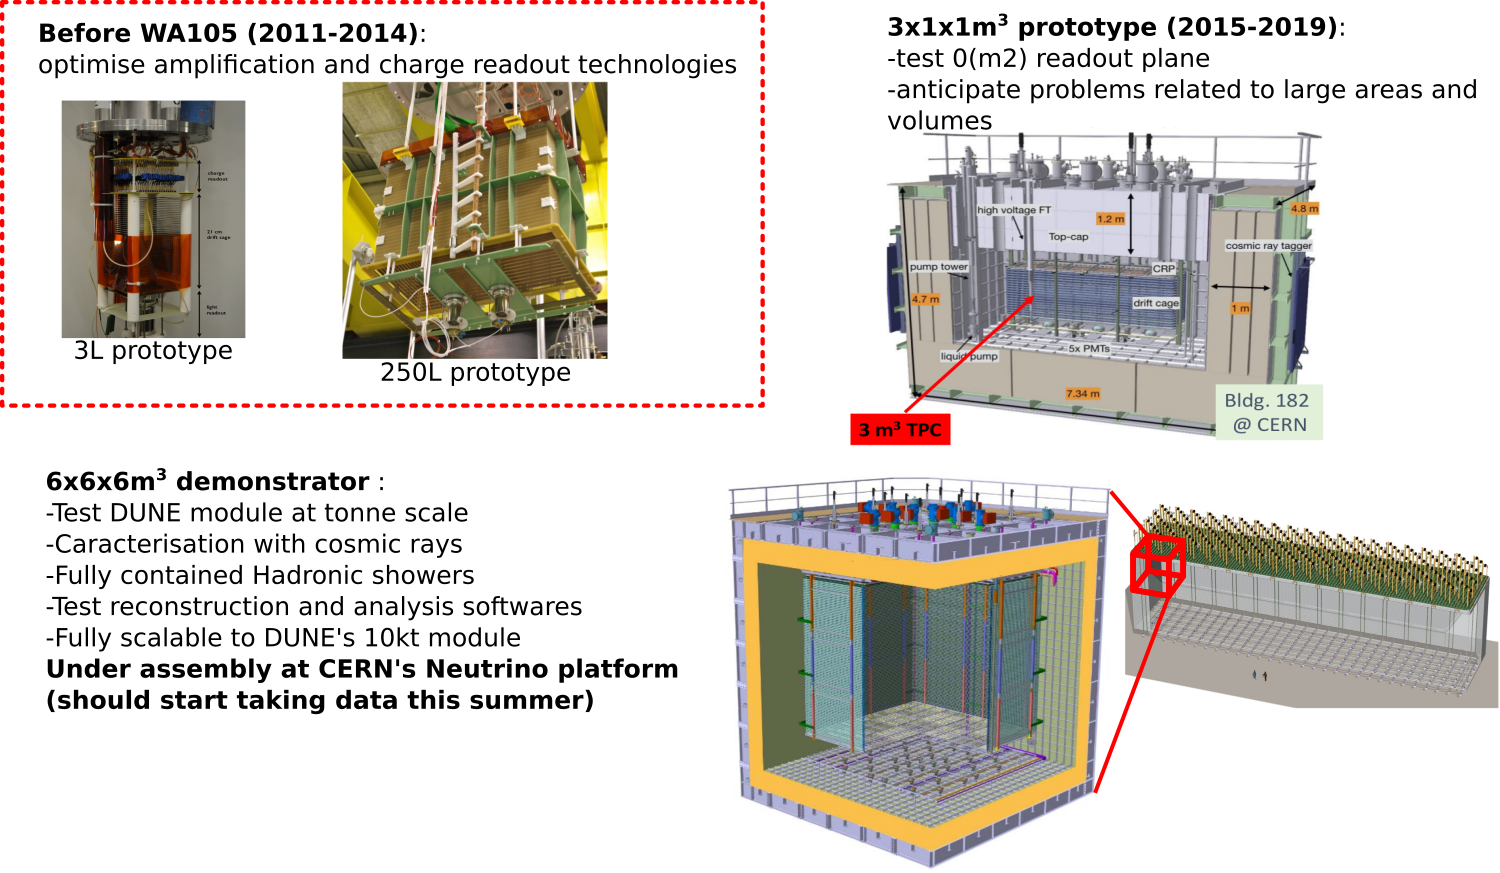 Before WA105 (2011-2014):
optimise amplification and charge readout technologies
charge
readout
21 cm
drift cage
light
readout
3L prototype
250L prototype
3x1x1m³ prototype (2015-2019):
-test 0(m2) readout plane
-anticipate problems related to large areas and
volumes
high voltage FT
1.2 m
4.8 m
Top-cap
cosmic ray tagger
pump tower
CRP
4.7 m
drift cage
1 m
5x PMTs
liquid pump
7.34 m
3 m³ TPC
Bldg. 182
@ CERN
6x6x6m³ demonstrator :
-Test DUNE module at tonne scale
-Caracterisation with cosmic rays
-Fully contained Hadronic showers
-Test reconstruction and analysis softwares
-Fully scalable to DUNE's 10kt module
Under assembly at CERN's Neutrino platform
(should start taking data this summer)